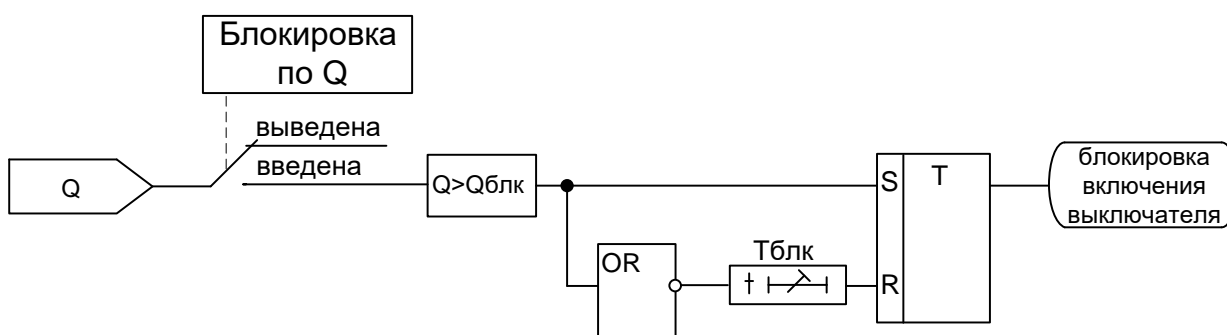 Блокировка
по Q
выведена
введена
Q
Q>Qблк
S
T
R
OR
Tблк
t
блокировка
включения
выключателя